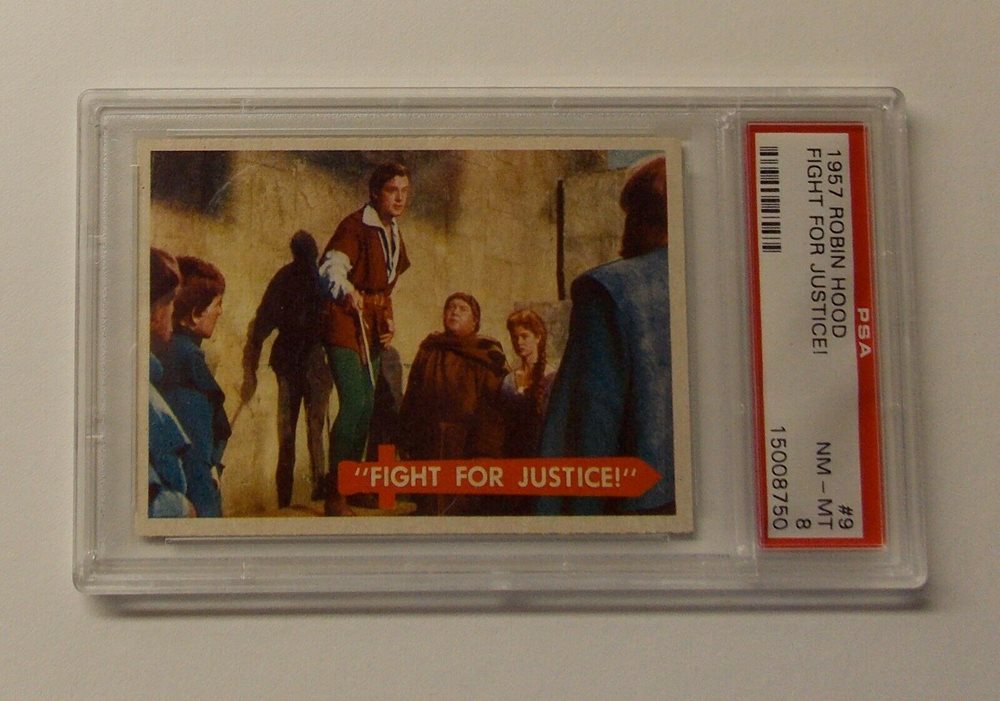 "FIGHT FOR JUSTICE!"
PSA
1957 ROBIN HOOD #9
FIGHT FOR JUSTICE! NM - MT
8
15008750